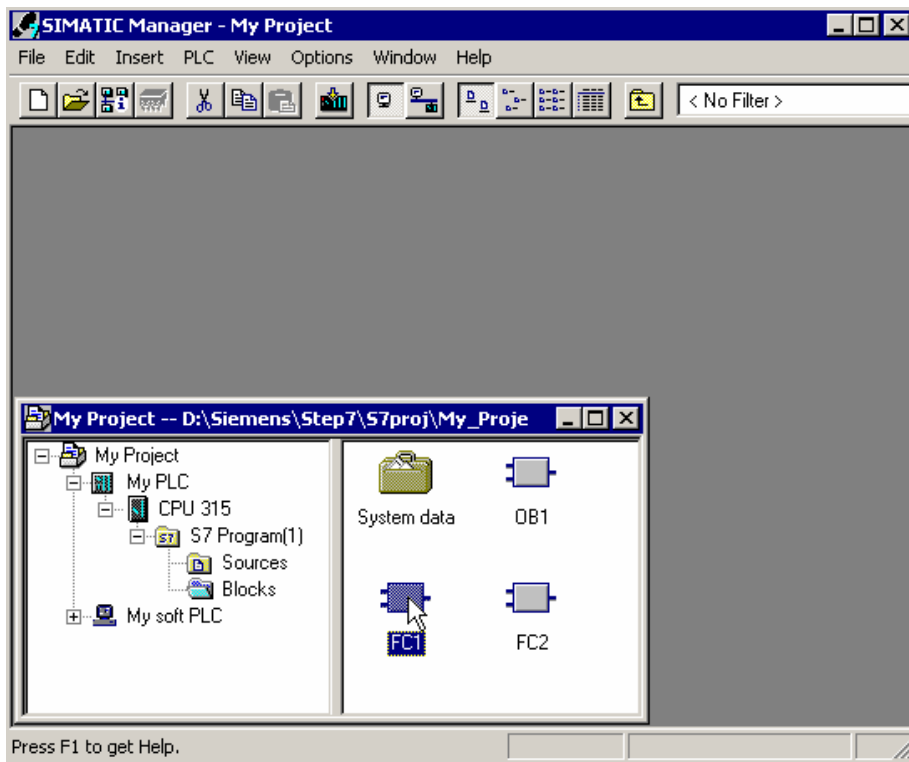 SIMATIC Manager - My Project
File Edit Insert PLC View Options Window Help
< No Filter >
My Project -- D:\Siemens\Step7\S7proj\My_Proje
My Project
My PLC
CPU 315
S7 Program(1)
Sources
Blocks
My soft PLC
System data
OB1
FC1
FC2
Press F1 to get Help.